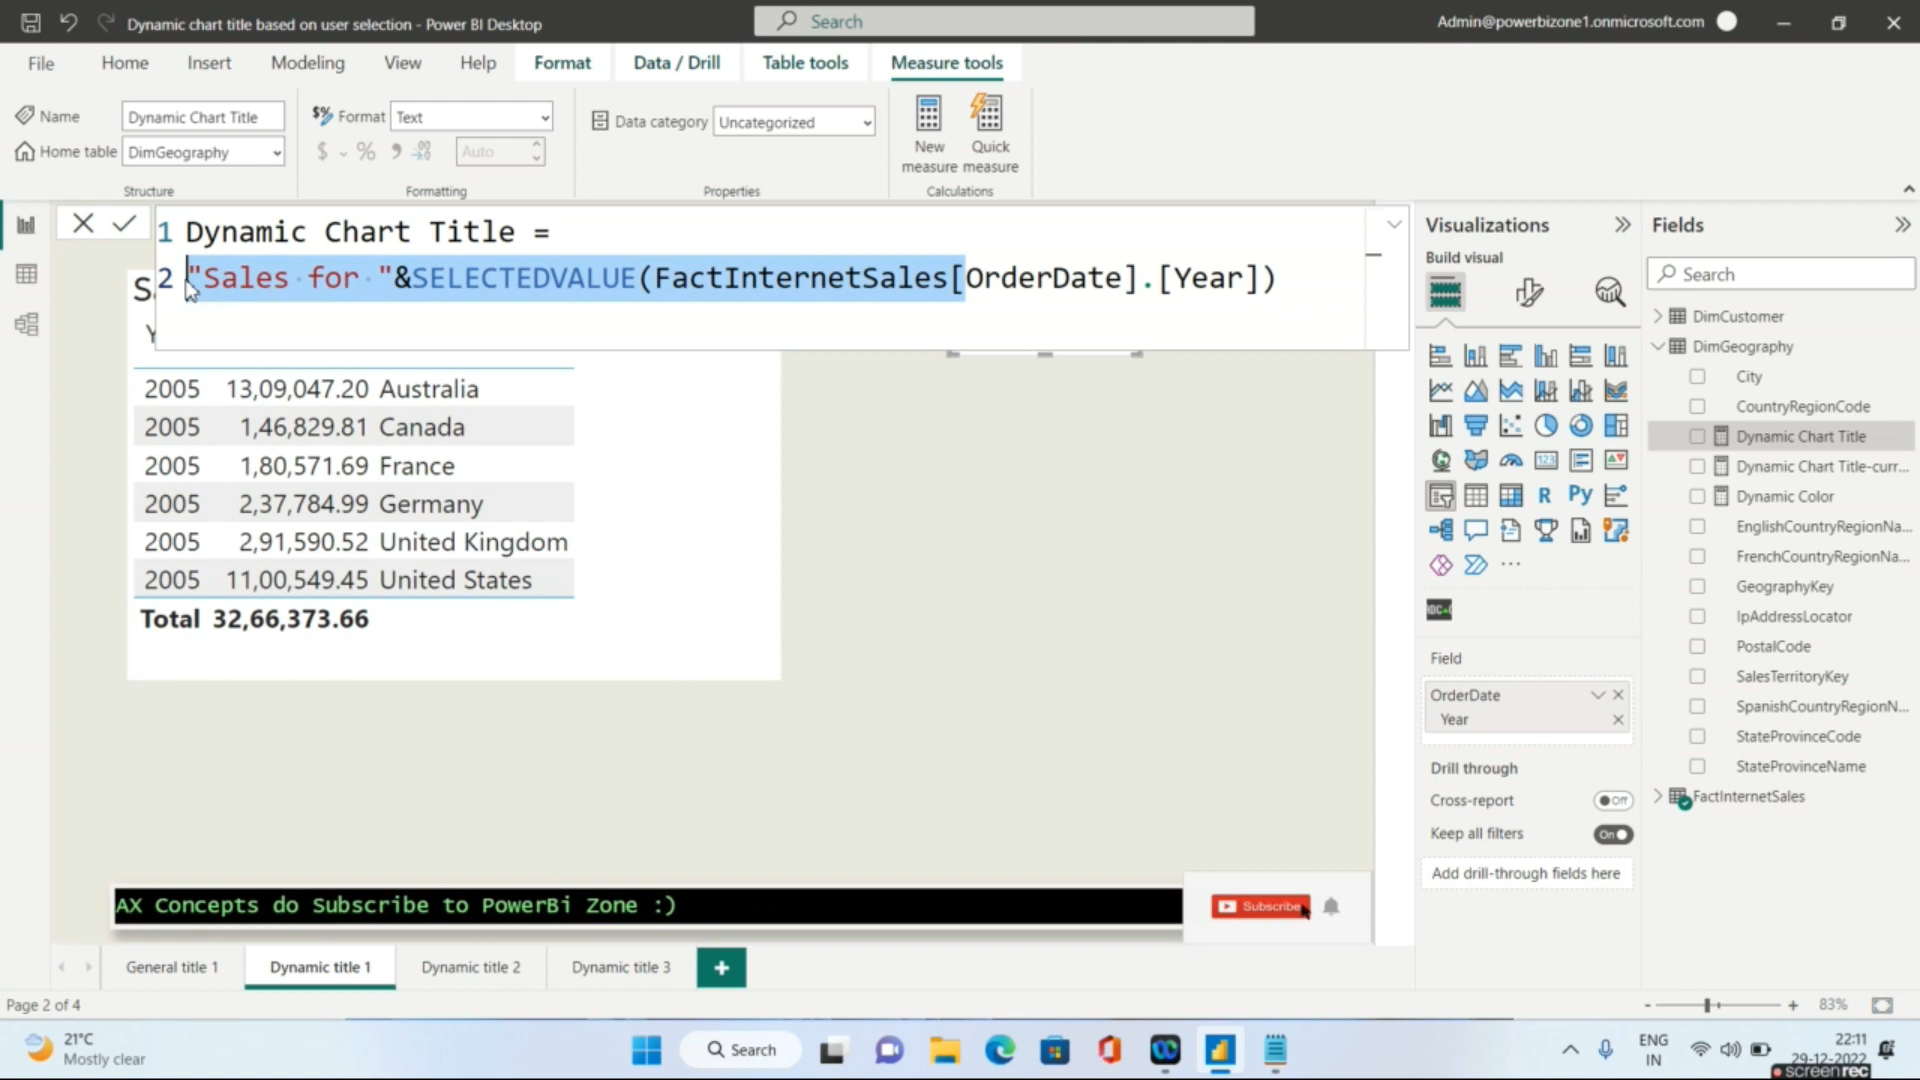 Dynamic chart title based on user selection - Power BI Desktop
Search
Admin@powerbizone1.onmicrosoft.com
File
Home
Insert
Modeling
View
Help
Format
Data / Drill
Table tools
Measure tools
Name
Dynamic Chart Title
Home table
DimGeography
Structure
Format
Text
$
%
Auto
Formatting
Data category
Uncategorized
Properties
New measure
Quick measure
Calculations
1 Dynamic Chart Title =
2 "Sales for "&SELECTEDVALUE(FactInternetSales[OrderDate].[Year])
2005 13,09,047.20 Australia
2005 1,46,829.81 Canada
2005 1,80,571.69 France
2005 2,37,784.99 Germany
2005 2,91,590.52 United Kingdom
2005 11,00,549.45 United States
Total 32,66,373.66
Visualizations
Build visual
123
R
Py
Field
OrderDate
Year
Drill through
Cross-report
Off
Keep all filters
On
Add drill-through fields here
Fields
Search
DimCustomer
DimGeography
City
CountryRegionCode
Dynamic Chart Title
Dynamic Chart Title-curr...
Dynamic Color
EnglishCountryRegionNa...
FrenchCountryRegionNa...
GeographyKey
IpAddressLocator
PostalCode
SalesTerritoryKey
SpanishCountryRegionN...
StateProvinceCode
StateProvinceName
FactInternetSales
AX Concepts do Subscribe to PowerBi Zone :)
Subscribe
General title 1
Dynamic title 1
Dynamic title 2
Dynamic title 3
+
Page 2 of 4
- + 83%
21°C
Mostly clear
Search
ENG
IN
22:11
29-12-2022
screenrec